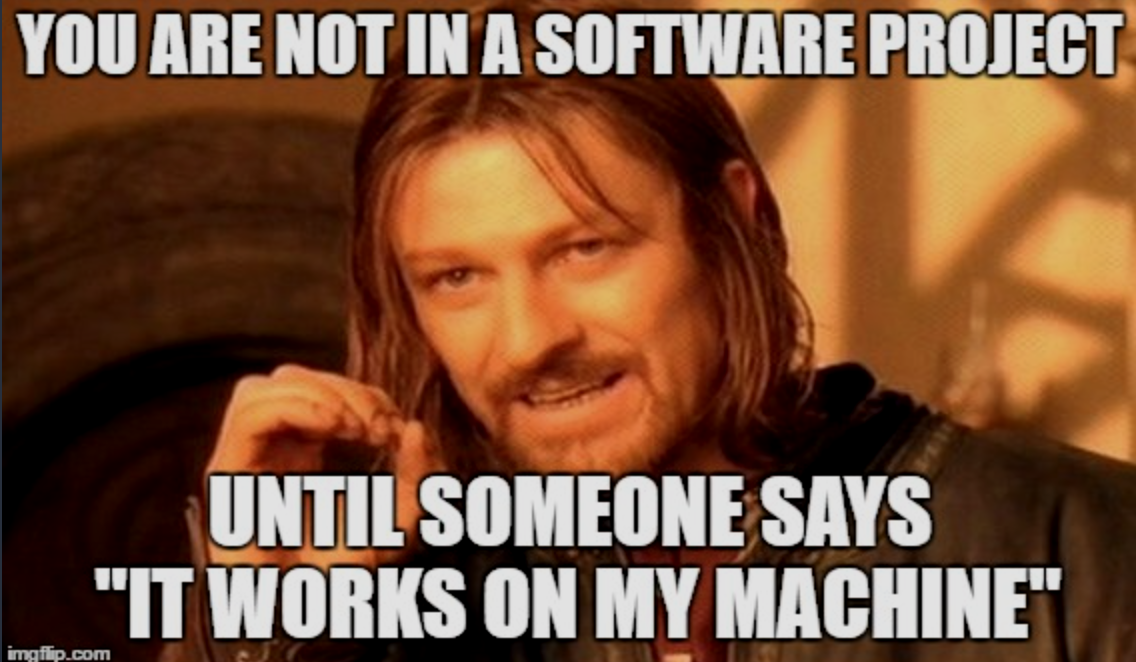 YOU ARE NOT IN A SOFTWARE PROJECT
UNTIL SOMEONE SAYS
"IT WORKS ON MY MACHINE"
imgflip.com